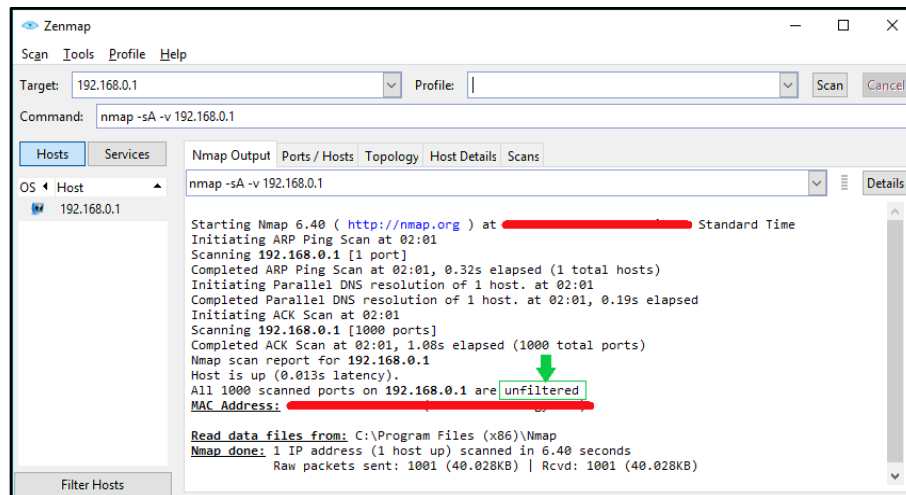 Zenmap
Scan Tools Profile Help
Target: 192.168.0.1 Profile: Scan Cancel
Command: nmap -sA -v 192.168.0.1
Hosts Services
Nmap Output Ports / Hosts Topology Host Details Scans
OS Host
nmap -sA -v 192.168.0.1 Details
192.168.0.1
Starting Nmap 6.40 ( http://nmap.org ) at Standard Time
Initiating ARP Ping Scan at 02:01
Scanning 192.168.0.1 [1 port]
Completed ARP Ping Scan at 02:01, 0.32s elapsed (1 total hosts)
Initiating Parallel DNS resolution of 1 host. at 02:01
Completed Parallel DNS resolution of 1 host. at 02:01, 0.19s elapsed
Initiating ACK Scan at 02:01
Scanning 192.168.0.1 [1000 ports]
Completed ACK Scan at 02:01, 1.08s elapsed (1000 total ports)
Nmap scan report for 192.168.0.1
Host is up (0.013s latency).
All 1000 scanned ports on 192.168.0.1 are unfiltered
MAC Address:
Read data files from: C:\Program Files (x86)\Nmap
Nmap done: 1 IP address (1 host up) scanned in 6.40 seconds
Raw packets sent: 1001 (40.028KB) | Rcvd: 1001 (40.028KB)
Filter Hosts